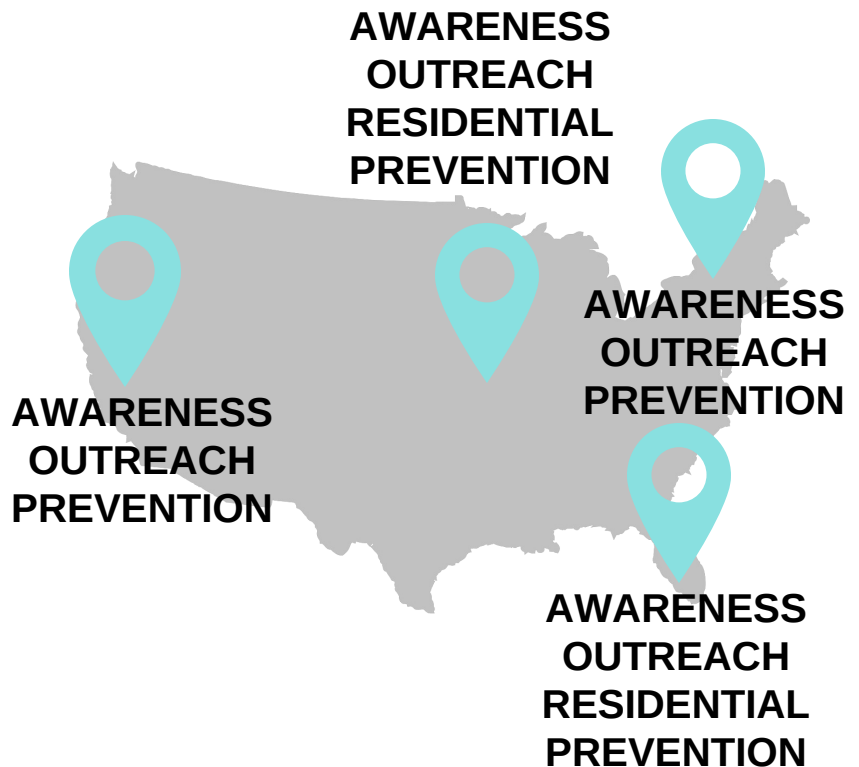 AWARENESS
OUTREACH
RESIDENTIAL
PREVENTION
AWARENESS
OUTREACH
PREVENTION
AWARENESS
OUTREACH
PREVENTION
AWARENESS
OUTREACH
RESIDENTIAL
PREVENTION